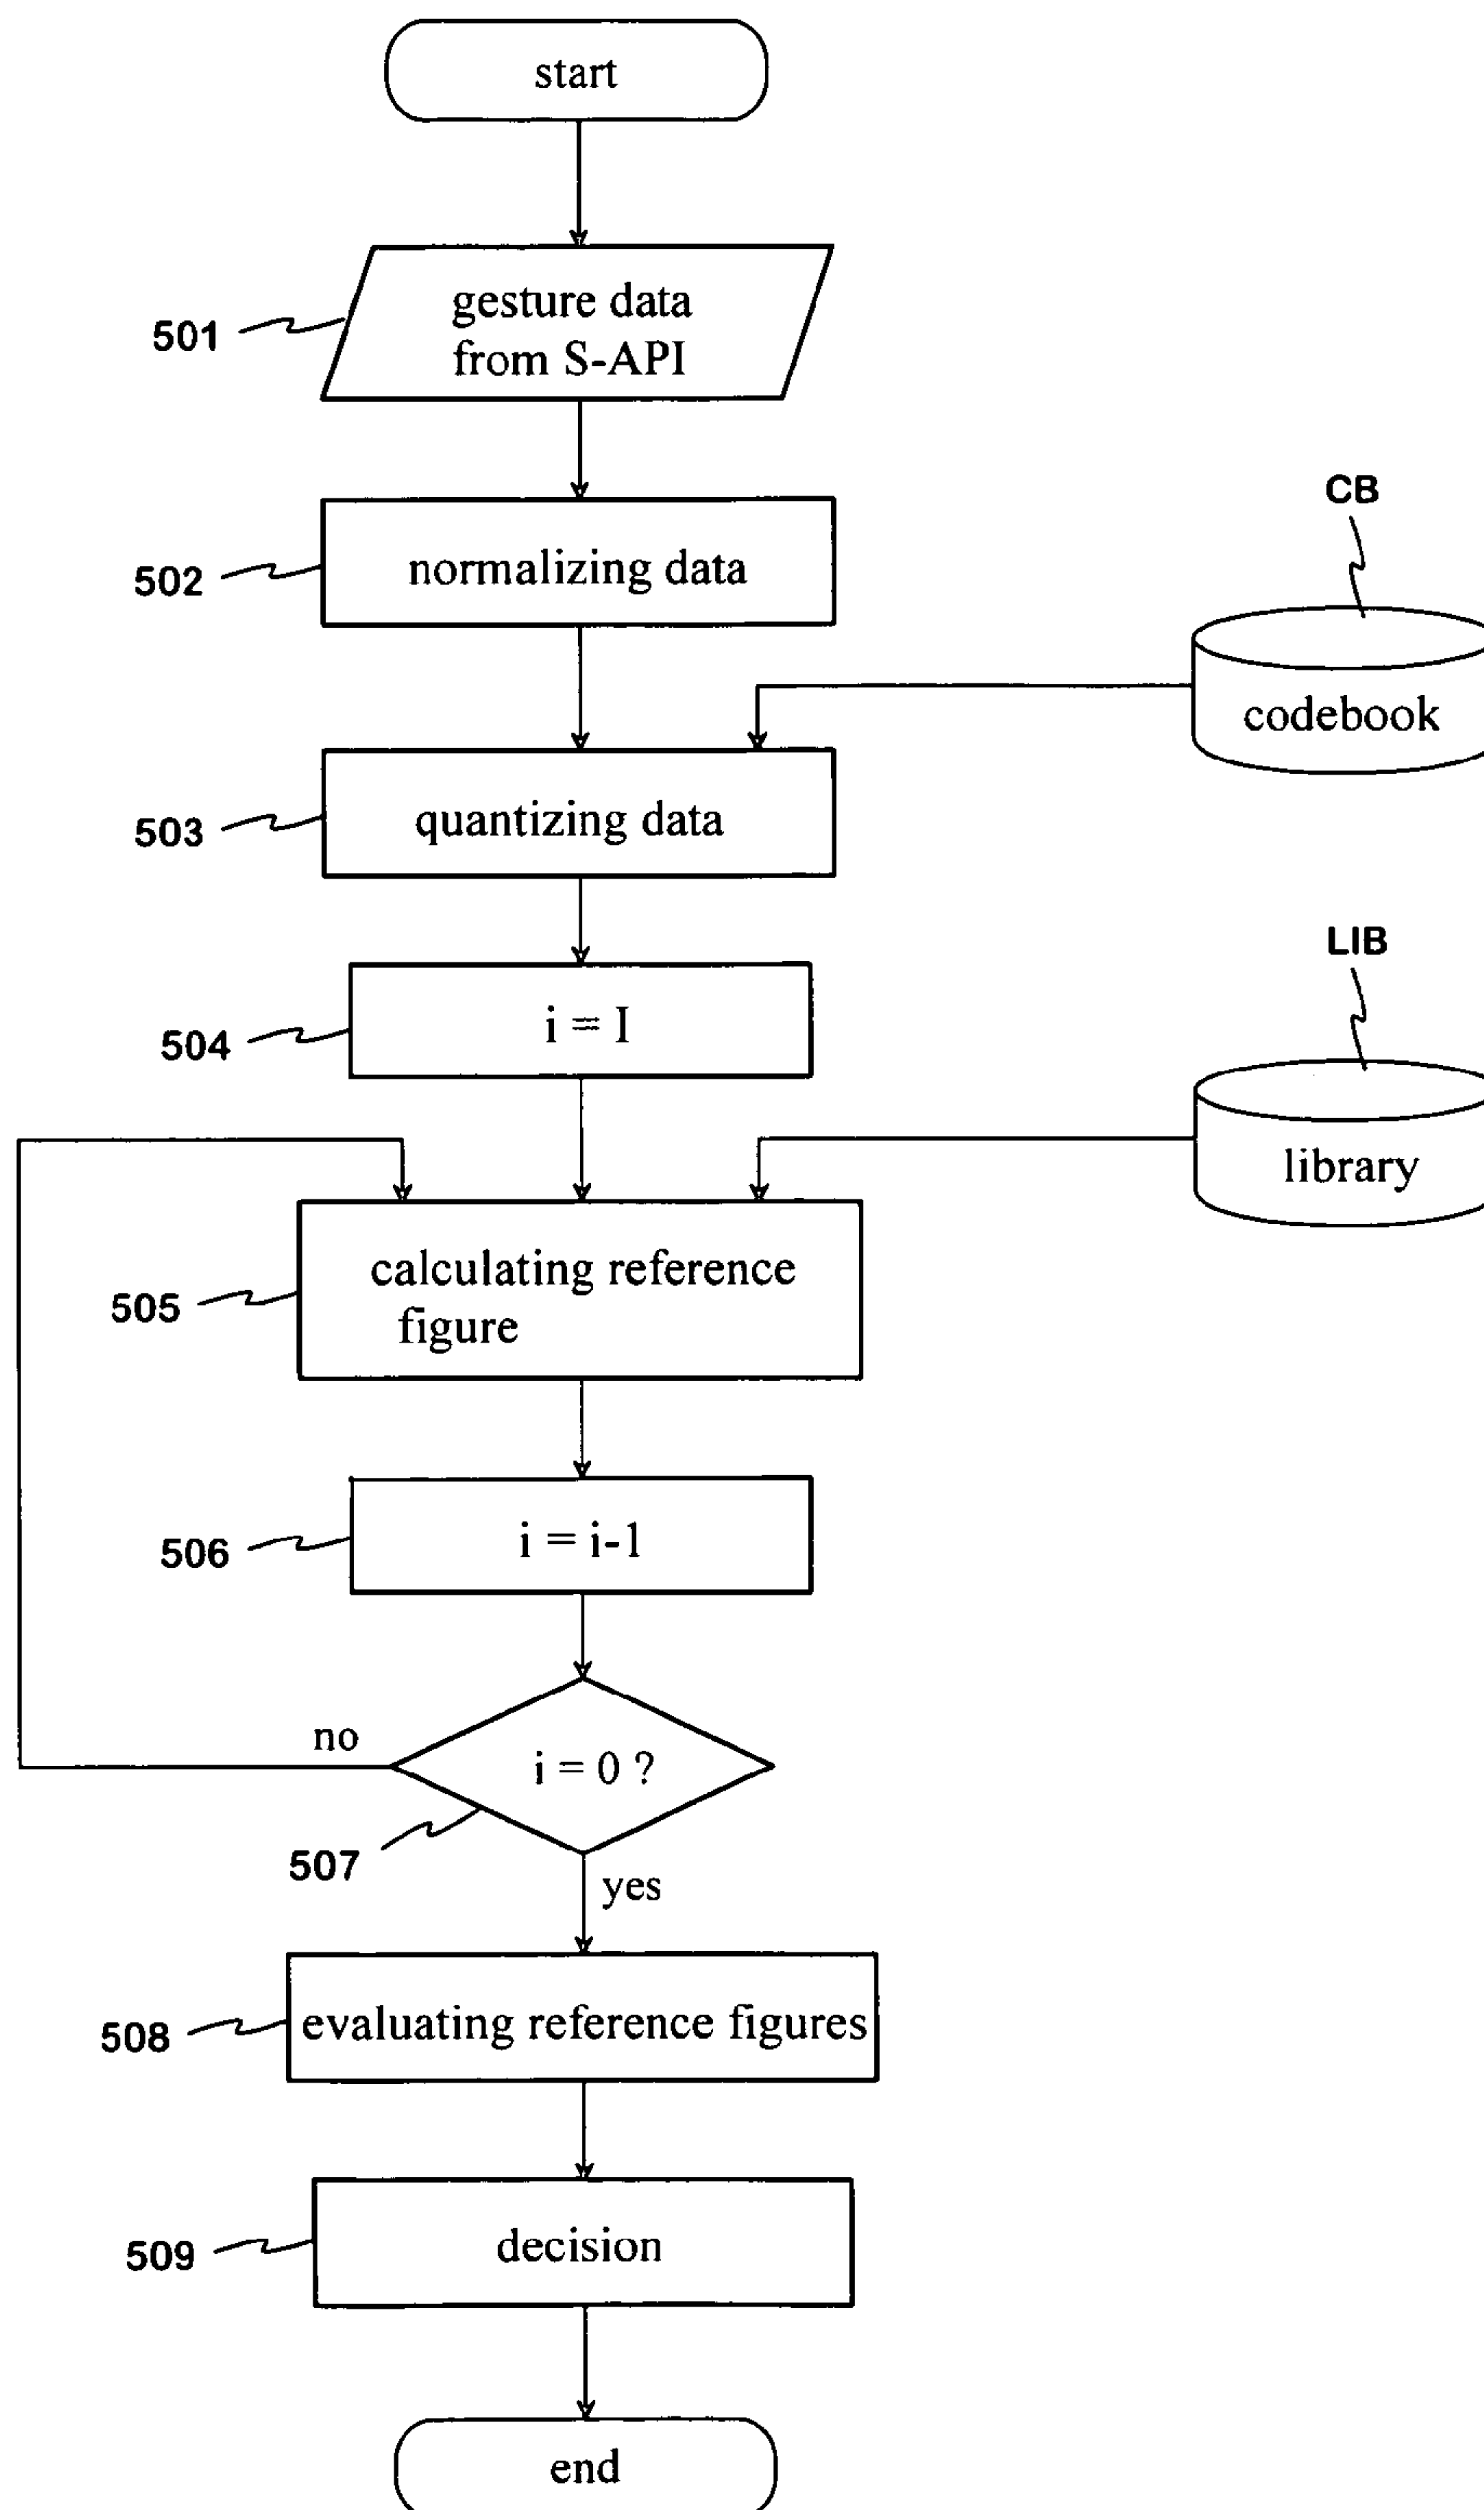 start
501
gesture data
from S-API
502
normalizing data
CB
codebook
503
quantizing data
504
i = I
LIB
library
505
calculating reference
figure
506
i = i-1
no
i = 0 ?
507
yes
508
evaluating reference figures
509
decision
end